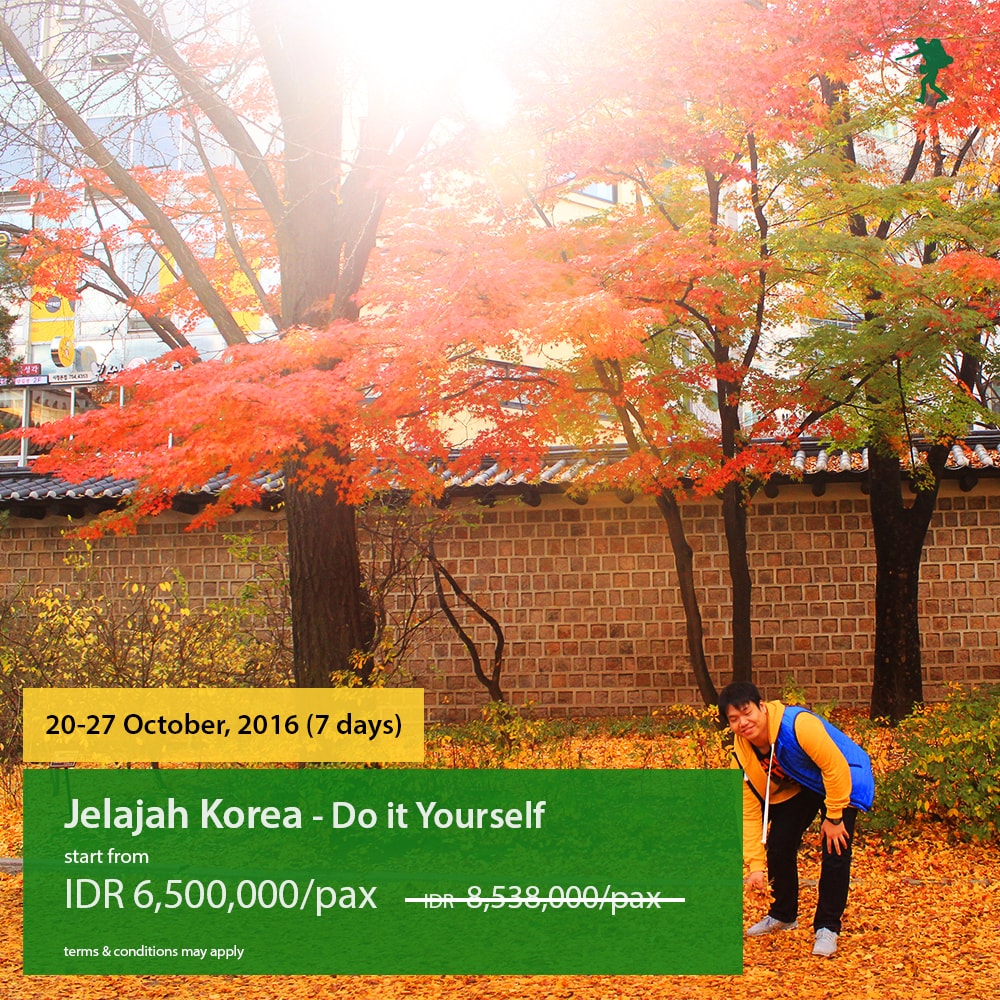 20-27 October, 2016 (7 days)
Jelajah Korea - Do it Yourself
start from
IDR 6,500,000/pax IDR 8,538,000/pax
terms & conditions may apply